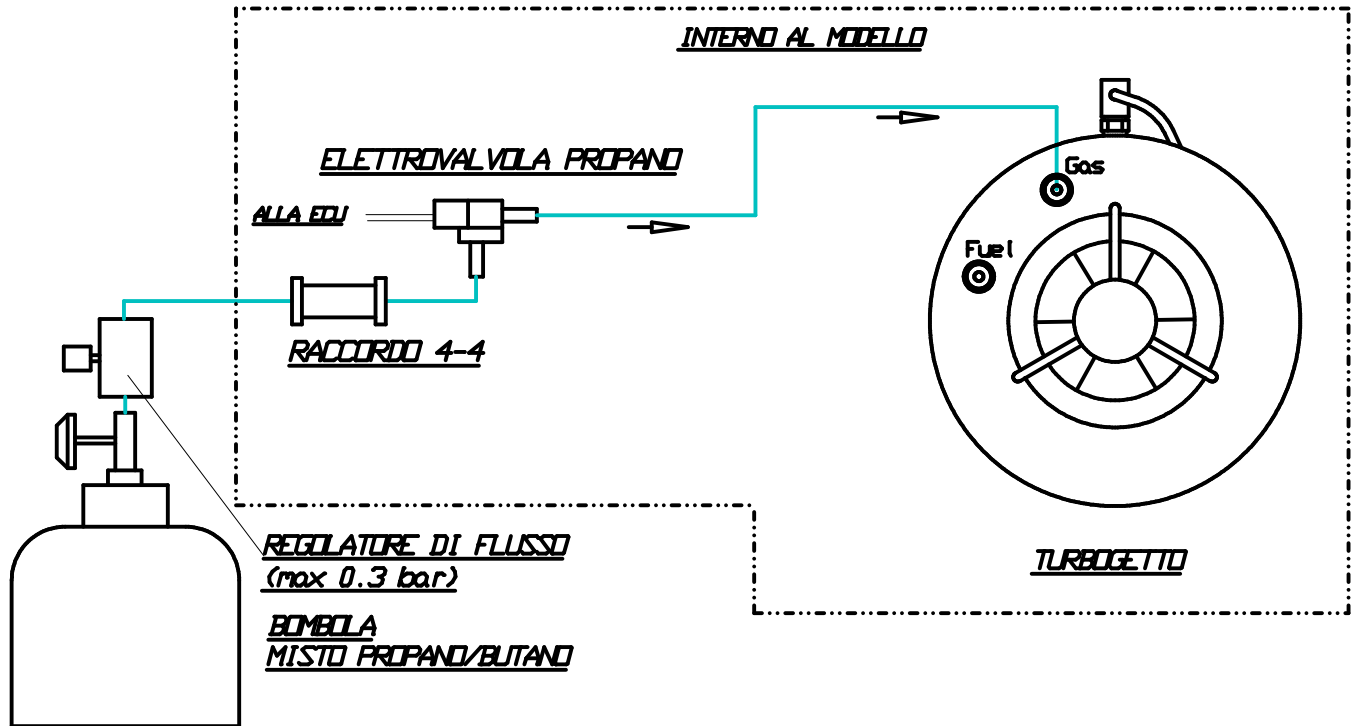 INTERNO AL MODELLO
ELETTROVALVOLA PROPANO
Gas
ALLA ECU
Fuel
RACCORDO 4-4
REGOLATORE DI FLUSSO
(max 0.3 bar)
TURBOGETTO
BOMBOLA
MISTO PROPANO/BUTANO